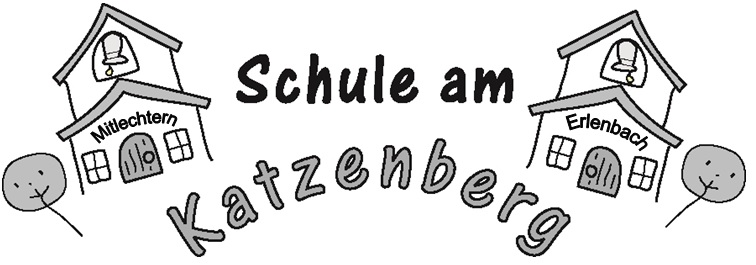 Schule am
Mitlechtern
Erlenbach
Katzenberg